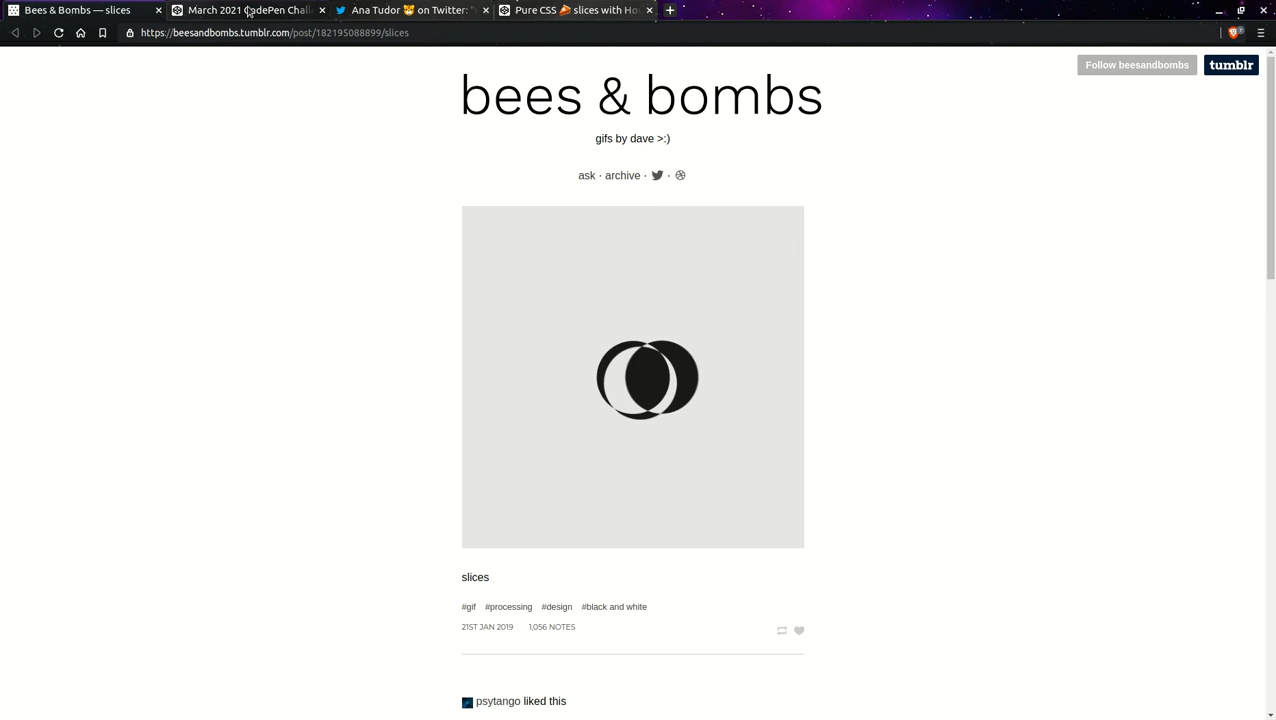 Bees & Bombs — slices
March 2021 CodePen Chal
Ana Tudor 🐯 on Twitter:
Pure CSS 🍕 slices with Ho
https://beesandbombs.tumblr.com/post/182195088899/slices
Follow beesandbombs
tumblr
bees & bombs
gifs by dave >:)
ask · archive ·
slices
#gif #processing #design #black and white
21ST JAN 2019 1,056 NOTES
psytango liked this